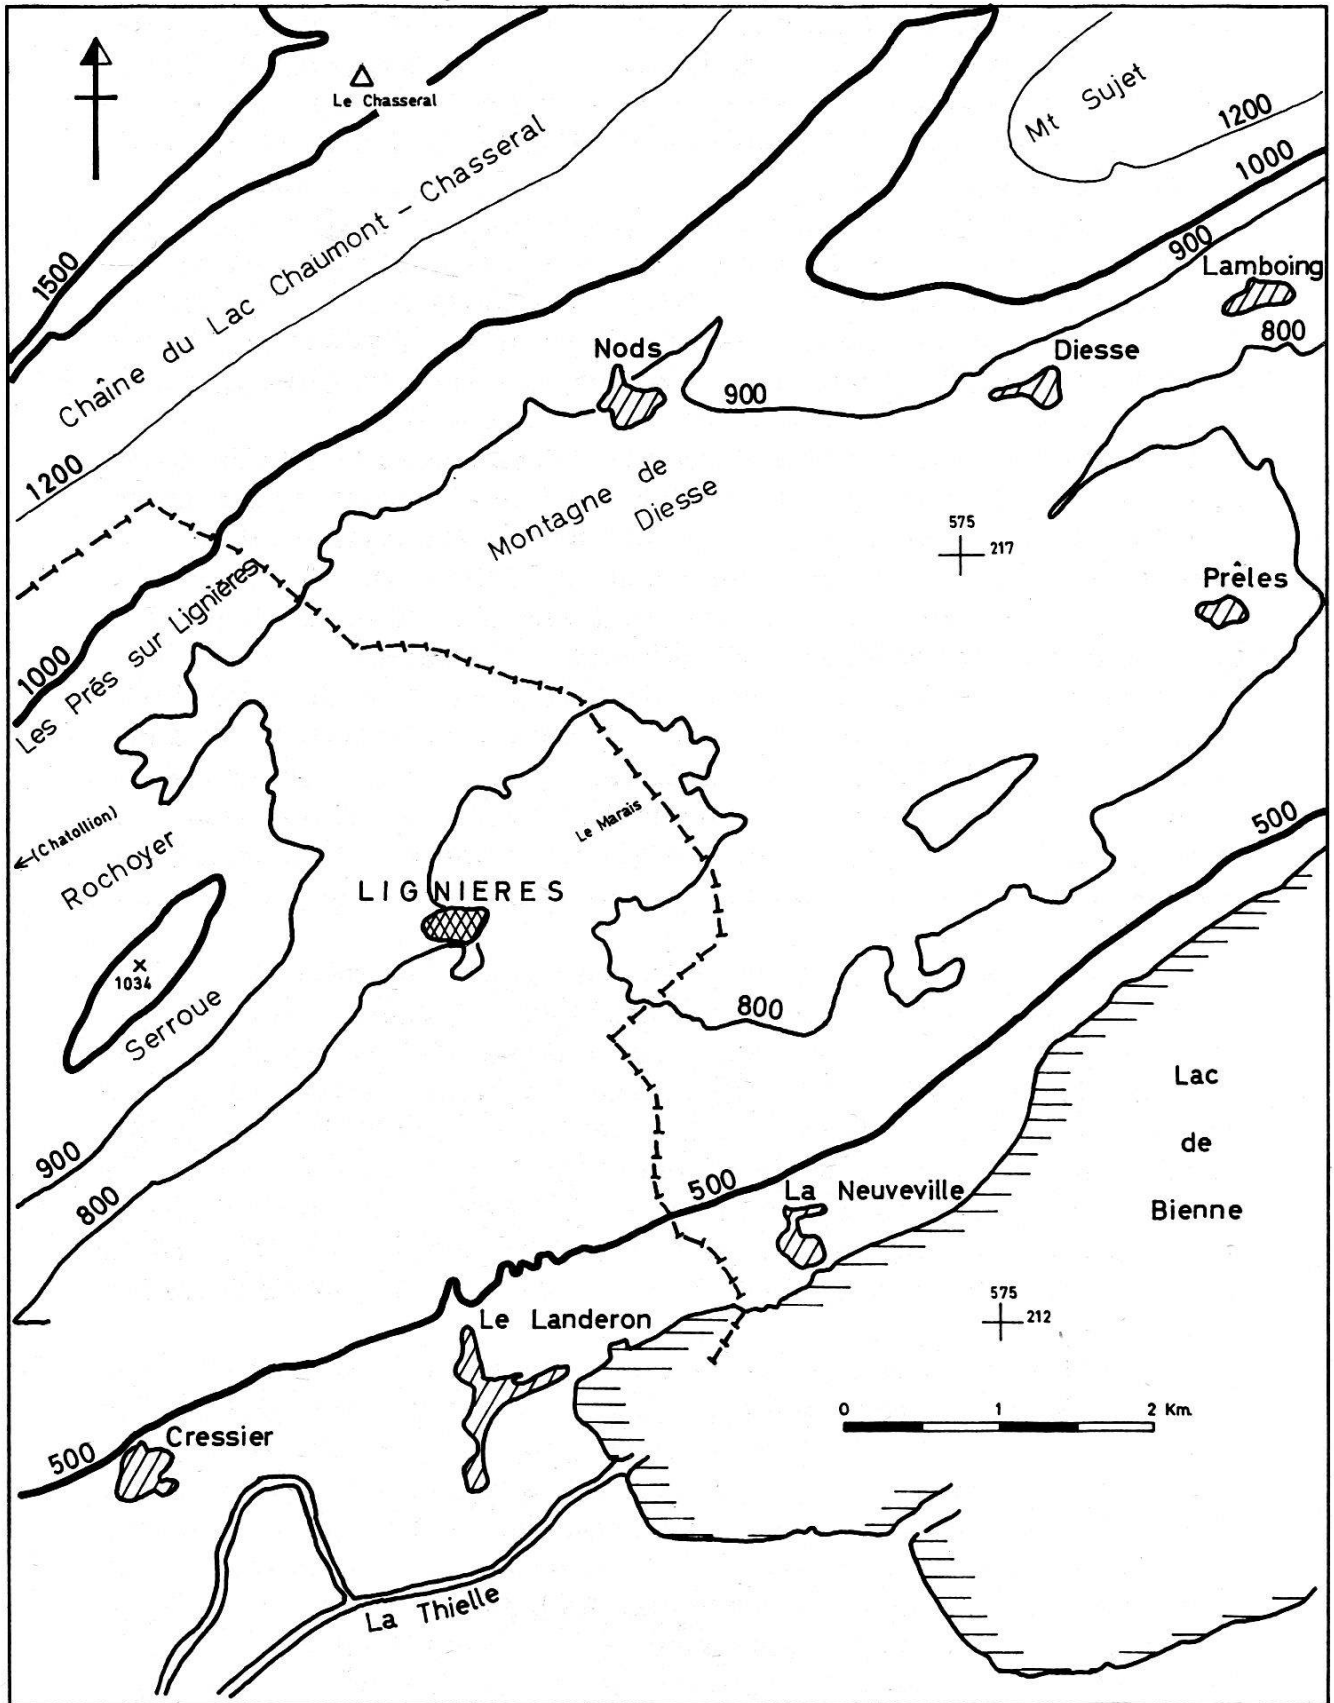 Le Chasseral
Mt Sujet
1200
1000
900
Lamboing
800
1500
Chaîne du Lac Chaumont - Chasseral
Nods
Diesse
900
1200
Montagne de
Diesse
575
217
Prêles
1000
Les Prés sur Lignières
Le Marais
500
(Chatollion)
Rochoyer
LIGNIERES
1034
Serroue
800
Lac
de
Bienne
900
800
500
La Neuveville
575
212
Le Landeron
0 1 2 Km.
Cressier
500
La Thielle